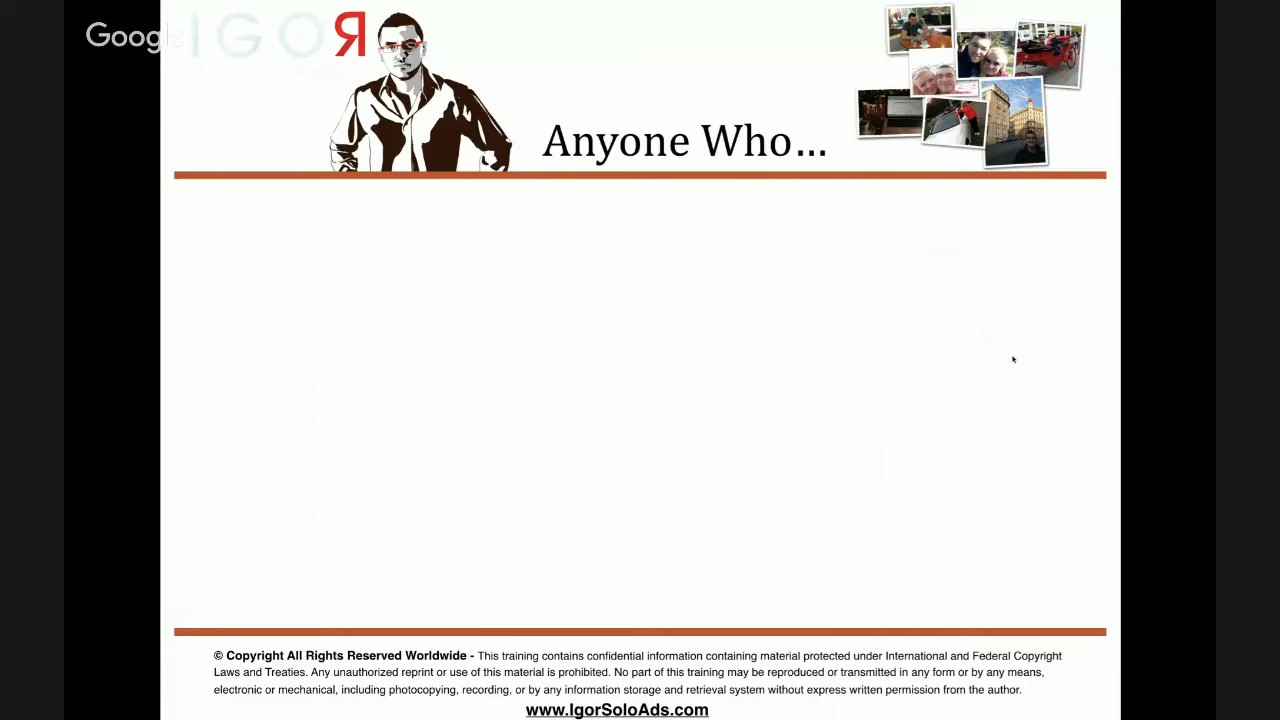 Google
IGOЯ
Anyone Who...
© Copyright All Rights Reserved Worldwide - This training contains confidential information containing material protected under International and Federal Copyright
Laws and Treaties. Any unauthorized reprint or use of this material is prohibited. No part of this training may be reproduced or transmitted in any form or by any means,
electronic or mechanical, including photocopying, recording, or by any information storage and retrieval system without express written permission from the author.
www.IgorSoloAds.com